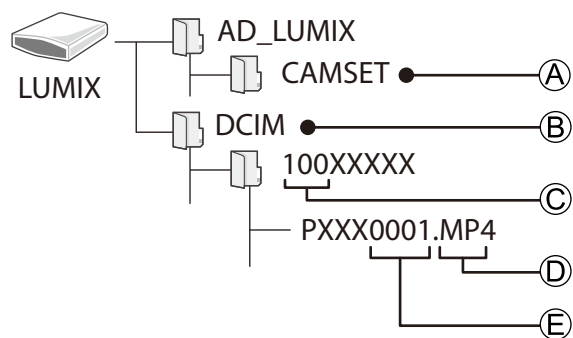 AD_LUMIX
LUMIX
CAMSET
A
DCIM
B
100XXXXX
C
PXXX0001.MP4
D
E